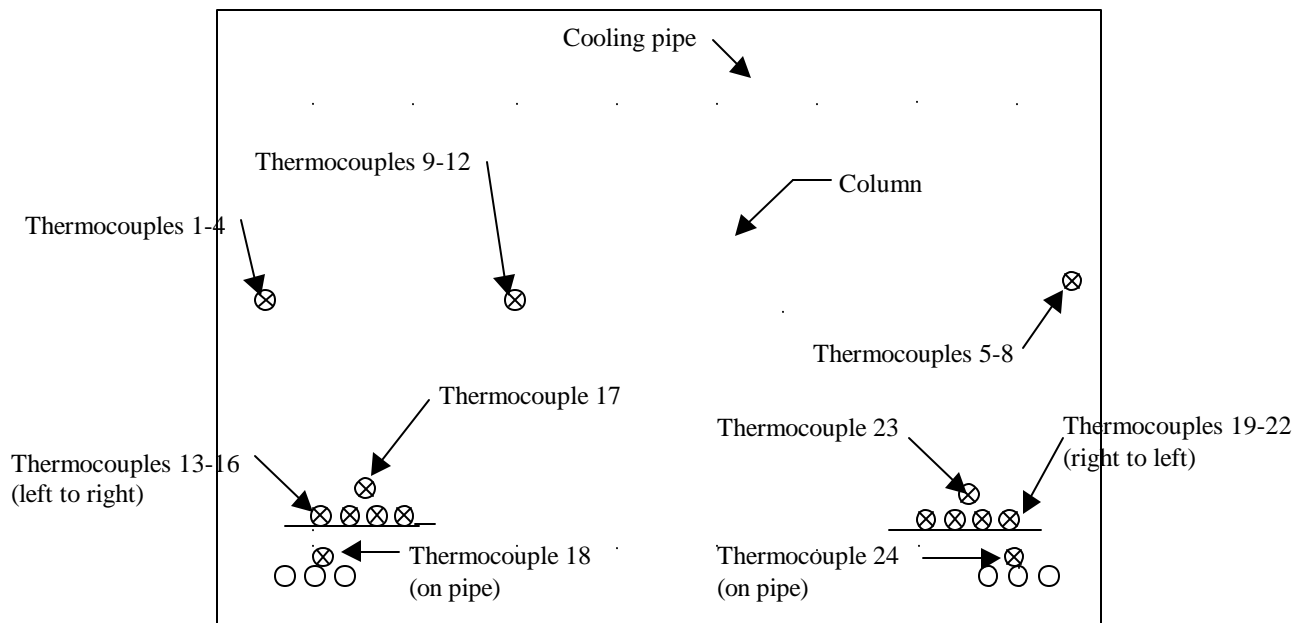 Cooling pipe
Thermocouples 9-12
Column
Thermocouples 1-4
Thermocouples 5-8
Thermocouple 17
Thermocouple 23
Thermocouples 19-22
(right to left)
Thermocouples 13-16
(left to right)
Thermocouple 18
(on pipe)
Thermocouple 24
(on pipe)